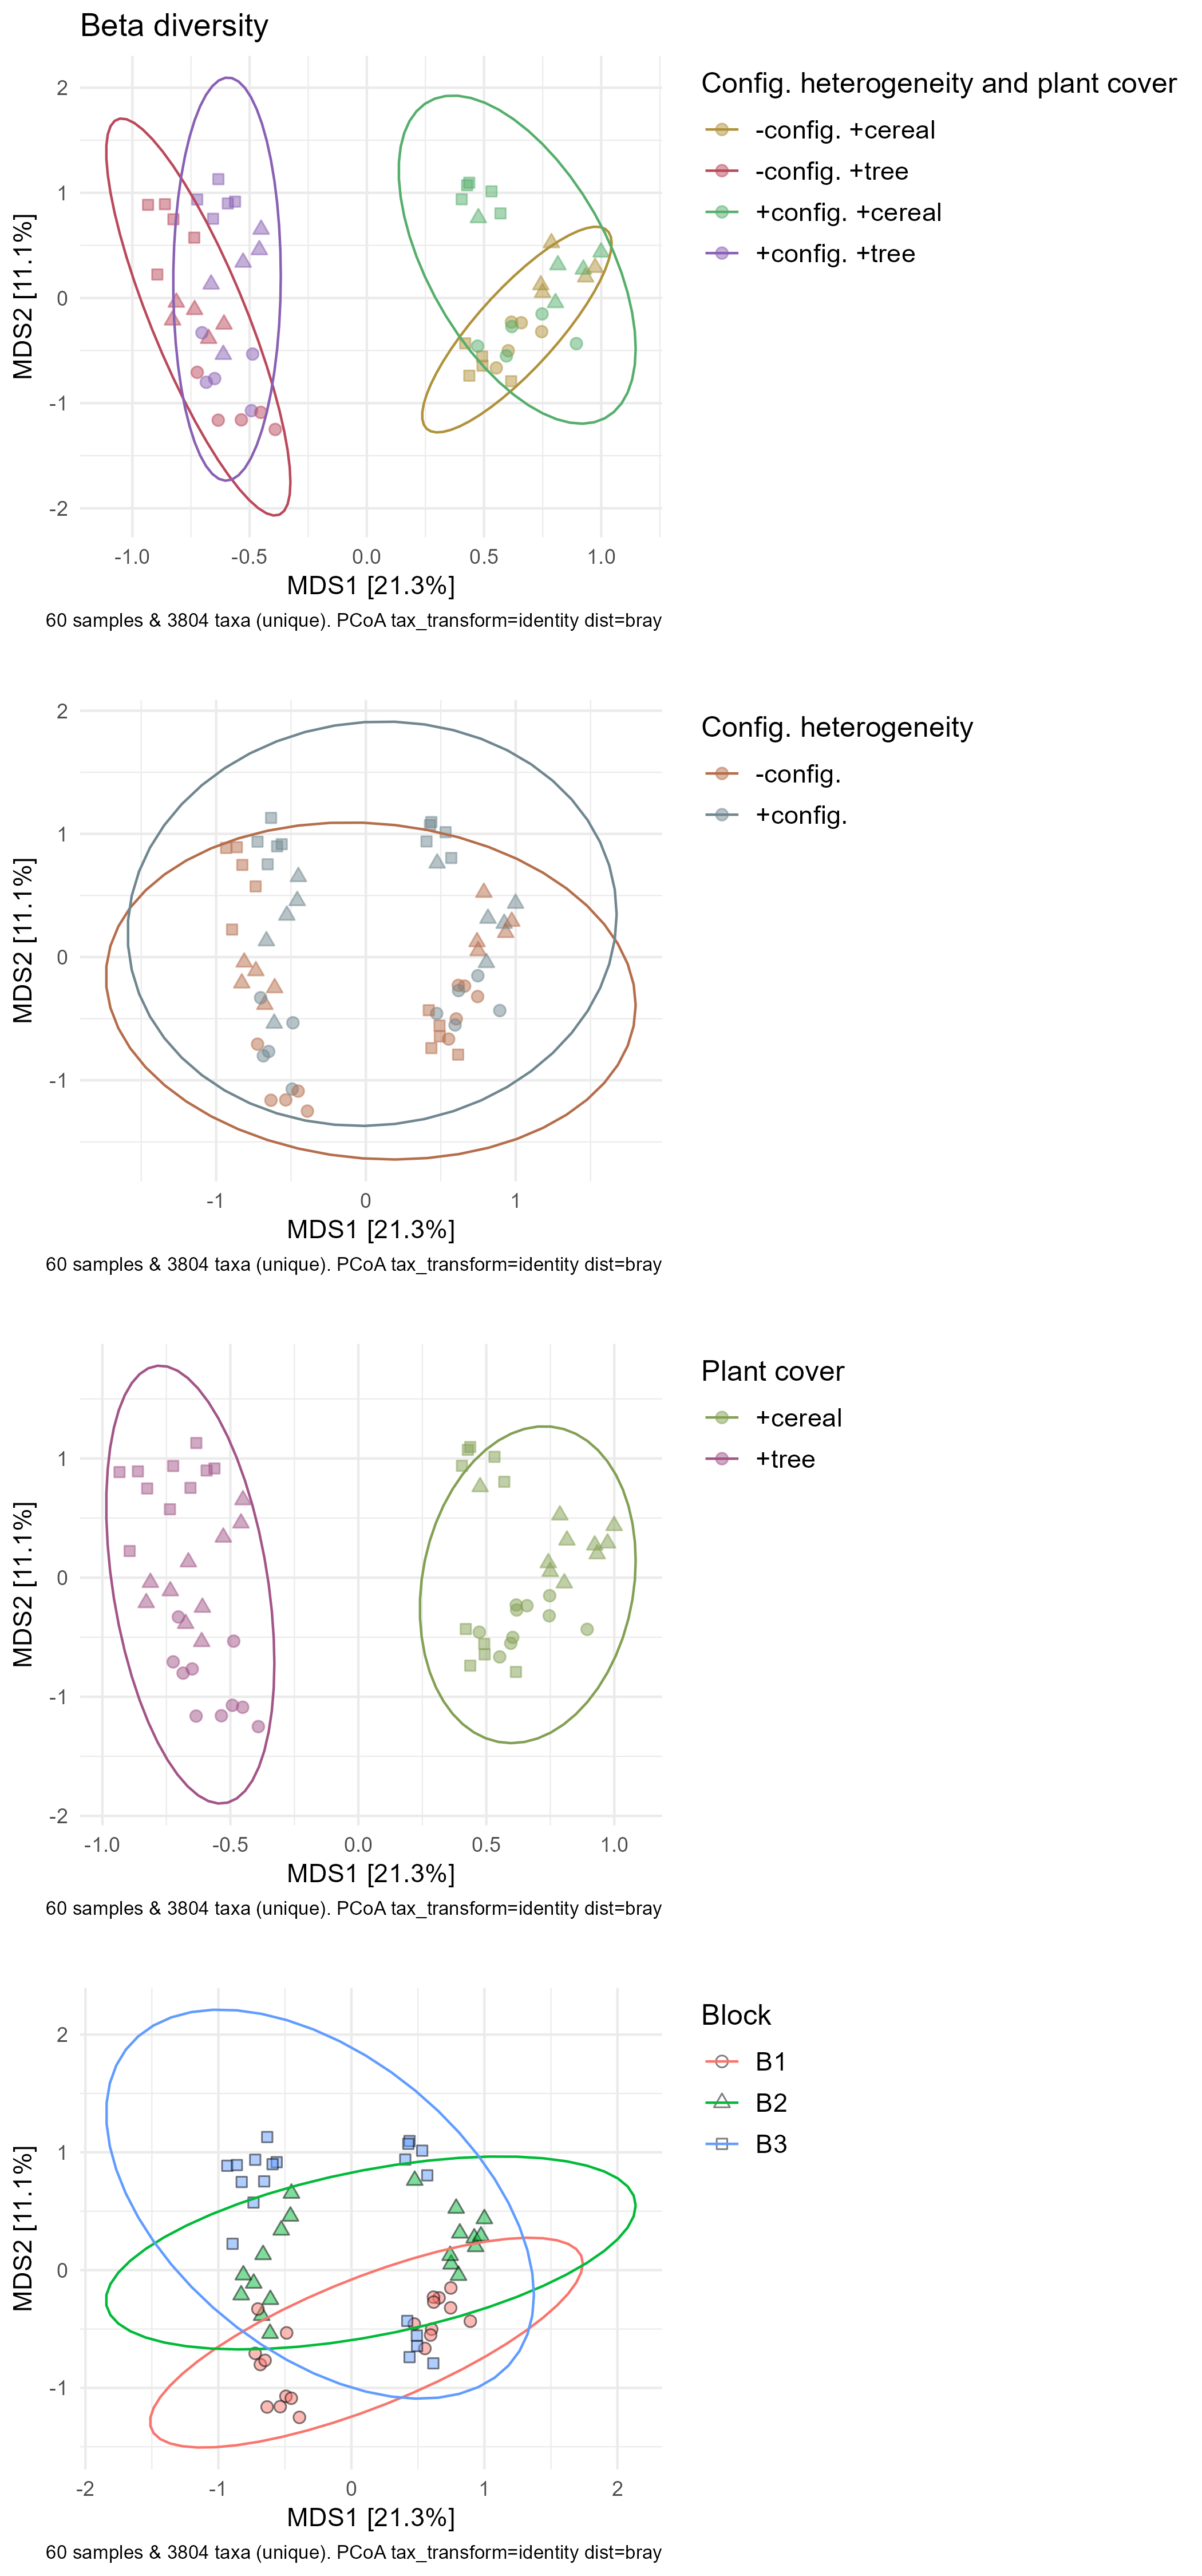 Beta diversity
Config. heterogeneity and plant cover
-config. +cereal
-config. +tree
+config. +cereal
+config. +tree
2
1
0
-1
-2
MDS2 [11.1%]
-1.0 -0.5 0.0 0.5 1.0
MDS1 [21.3%]
60 samples & 3804 taxa (unique). PCoA tax_transform=identity dist=bray
Config. heterogeneity
-config.
+config.
2
1
0
-1
MDS2 [11.1%]
-1 0 1
MDS1 [21.3%]
60 samples & 3804 taxa (unique). PCoA tax_transform=identity dist=bray
Plant cover
+cereal
+tree
1
0
-1
-2
MDS2 [11.1%]
-1.0 -0.5 0.0 0.5 1.0
MDS1 [21.3%]
60 samples & 3804 taxa (unique). PCoA tax_transform=identity dist=bray
Block
B1
B2
B3
2
1
0
-1
MDS2 [11.1%]
-2 -1 0 1 2
MDS1 [21.3%]
60 samples & 3804 taxa (unique). PCoA tax_transform=identity dist=bray